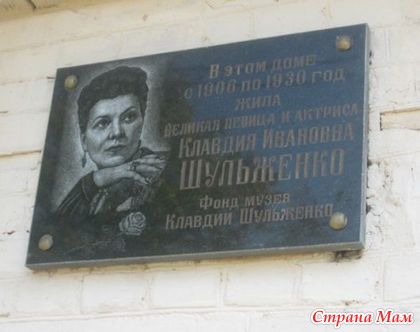 В ЭТОМ ДОМЕ
С 1906 ПО 1930 ГОД
ЖИЛА
ВЕЛИКАЯ ПЕВИЦА И АКТРИСА
КЛАВДИЯ ИВАНОВНА
ШУЛЬЖЕНКО
ФОНД МУЗЕЯ
КЛАВДИИ ШУЛЬЖЕНКО
Страна Мам